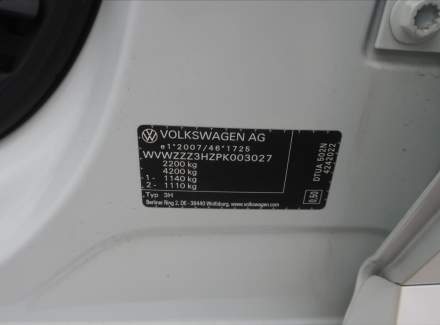 VOLKSWAGEN AG
e1*2007/46*1725
WVWZZZ3HZPK003027
2200 kg
4200 kg
1 - 1140 kg
2 - 1110 kg
Typ 3H
Berliner Ring 2, DE - 38440 Wolfsburg, www.volkswagen.com
DTUA 502N
4242022
0.50